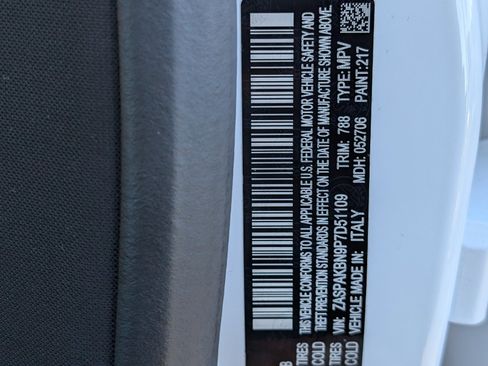 THIS VEHICLE CONFORMS TO ALL APPLICABLE U.S. FEDERAL MOTOR VEHICLE SAFETY AND
THEFT PREVENTION STANDARDS IN EFFECT ON THE DATE OF MANUFACTURE SHOWN ABOVE.
VIN: ZASPAKBN9P7D51109 TRIM: 788 TYPE: MPV
VEHICLE MADE IN: ITALY MDH: 052706 PAINT: 217
B
TIRES
COLD
TIRES
COLD